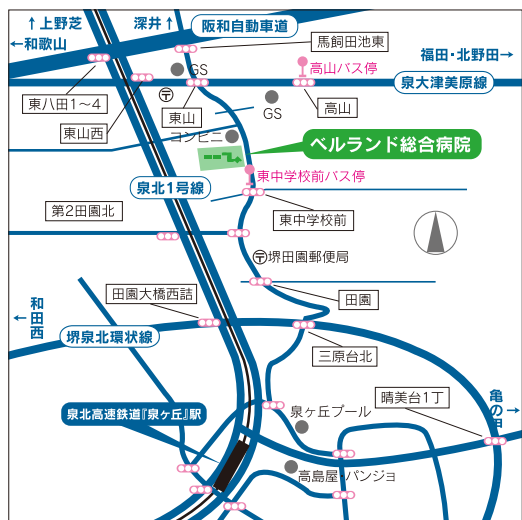 ↑上野芝
深井↑
阪和自動車道
←和歌山
馬飼田池東
福田・北野田→
GS
高山バス停
泉大津美原線
東八田1〜4
〒
東山
GS
高山
東山西
コンビニ
ベルランド総合病院
東中学校前バス停
泉北1号線
第2田園北
東中学校前
〒堺田園郵便局
田園大橋西詰
田園
←和田西
堺泉北環状線
三原台北
晴美台1丁
亀の甲→
泉北高速鉄道『泉ヶ丘』駅
泉ヶ丘プール
高島屋・パンジョ